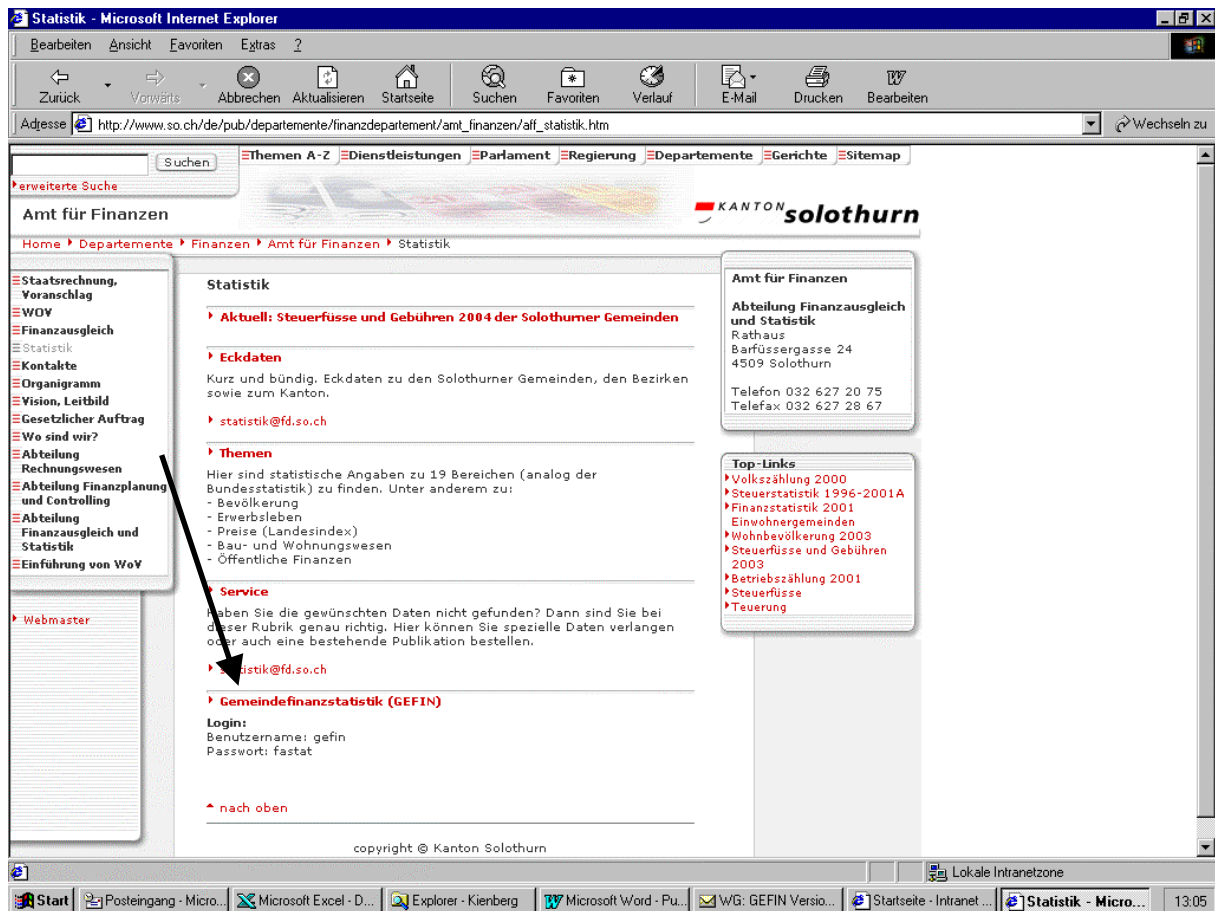 Statistik - Microsoft Internet Explorer
Bearbeiten Ansicht Favoriten Extras ?
Zurück Vorwärts Abbrechen Aktualisieren Startseite Suchen Favoriten Verlauf E-Mail Drucken Bearbeiten
Adresse http://www.so.ch/de/pub/departemente/finanzdepartement/amt_finanzen/aff_statistik.htm Wechseln zu
Suchen
Themen A-Z Dienstleistungen Parlament Regierung Departemente Gerichte Sitemap
erweiterte Suche
Amt für Finanzen
KANTON solothurn
Home Departemente Finanzen Amt für Finanzen Statistik
Staatsrechnung,
Voranschlag
WOV
Finanzausgleich
Statistik
Kontakte
Organigramm
Vision, Leitbild
Gesetzlicher Auftrag
Wo sind wir?
Abteilung
Rechnungswesen
Abteilung Finanzplanung
und Controlling
Abteilung
Finanzausgleich und
Statistik
Einführung von WoV
Webmaster
Statistik
Aktuell: Steuerfüsse und Gebühren 2004 der Solothurner Gemeinden
Eckdaten
Kurz und bündig. Eckdaten zu den Solothurner Gemeinden, den Bezirken
sowie zum Kanton.
statistik@fd.so.ch
Themen
Hier sind statistische Angaben zu 19 Bereichen (analog der
Bundesstatistik) zu finden. Unter anderem zu:
- Bevölkerung
- Erwerbsleben
- Preise (Landesindex)
- Bau- und Wohnungswesen
- Öffentliche Finanzen
Service
Haben Sie die gewünschten Daten nicht gefunden? Dann sind Sie bei
dieser Rubrik genau richtig. Hier können Sie spezielle Daten verlangen
oder auch eine bestehende Publikation bestellen.
statistik@fd.so.ch
Gemeindefinanzstatistik (GEFIN)
Login:
Benutzername: gefin
Passwort: fastat
nach oben
copyright © Kanton Solothurn
Amt für Finanzen
Abteilung Finanzausgleich
und Statistik
Rathaus
Barfüssergasse 24
4509 Solothurn
Telefon 032 627 20 75
Telefax 032 627 28 67
Top-Links
Volkszählung 2000
Steuerstatistik 1996-2001A
Finanzstatistik 2001
Einwohnergemeinden
Wohnbevölkerung 2003
Steuerfüsse und Gebühren
2003
Betriebszählung 2001
Steuerfüsse
Teuerung
Lokale Intranetzone
Start Posteingang - Micro... Microsoft Excel - D... Explorer - Kienberg Microsoft Word - Pu... WG: GEFIN Versio... Startseite - Intranet ... Statistik - Micro... 13:05